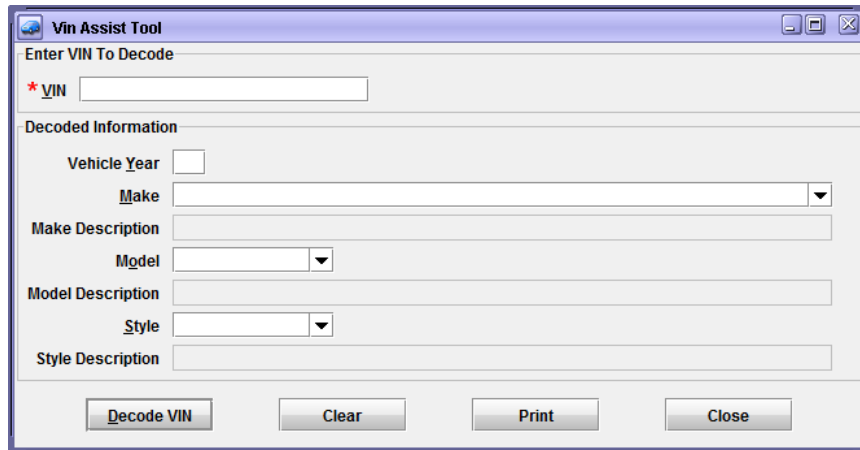 Vin Assist Tool
Enter VIN To Decode
* VIN
Decoded Information
Vehicle Year
Make
Make Description
Model
Model Description
Style
Style Description
Decode VIN Clear Print Close